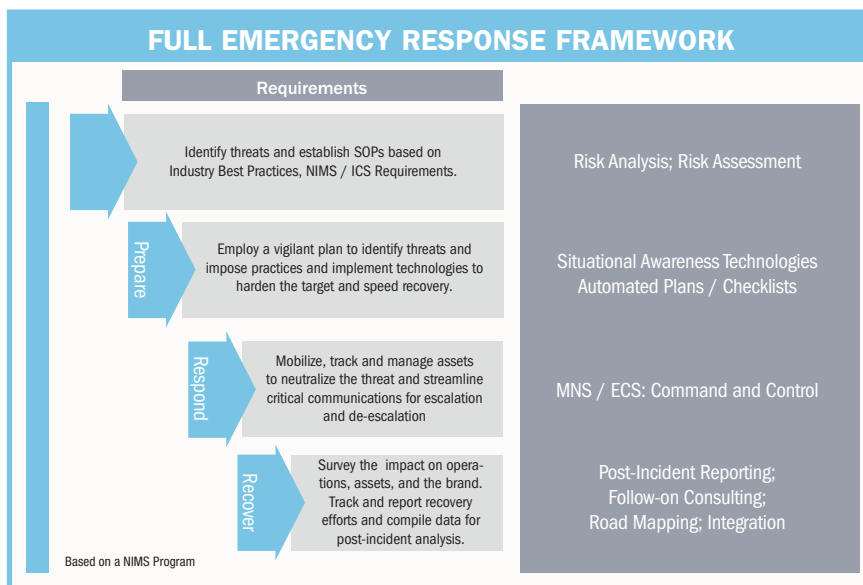 FULL EMERGENCY RESPONSE FRAMEWORK
Requirements
Identify threats and establish SOPs based on
Industry Best Practices, NIMS / ICS Requirements.
Risk Analysis; Risk Assessment
Prepare
Employ a vigilant plan to identify threats and
impose practices and implement technologies to
harden the target and speed recovery.
Situational Awareness Technologies
Automated Plans / Checklists
Respond
Mobilize, track and manage assets
to neutralize the threat and streamline
critical communications for escalation
and de-escalation
MNS / ECS: Command and Control
Recover
Survey the  impact on opera-
tions, assets, and the brand.
Track and report recovery
efforts and compile data for
post-incident analysis.
Post-Incident Reporting;
Follow-on Consulting;
Road Mapping; Integration
Based on a NIMS Program